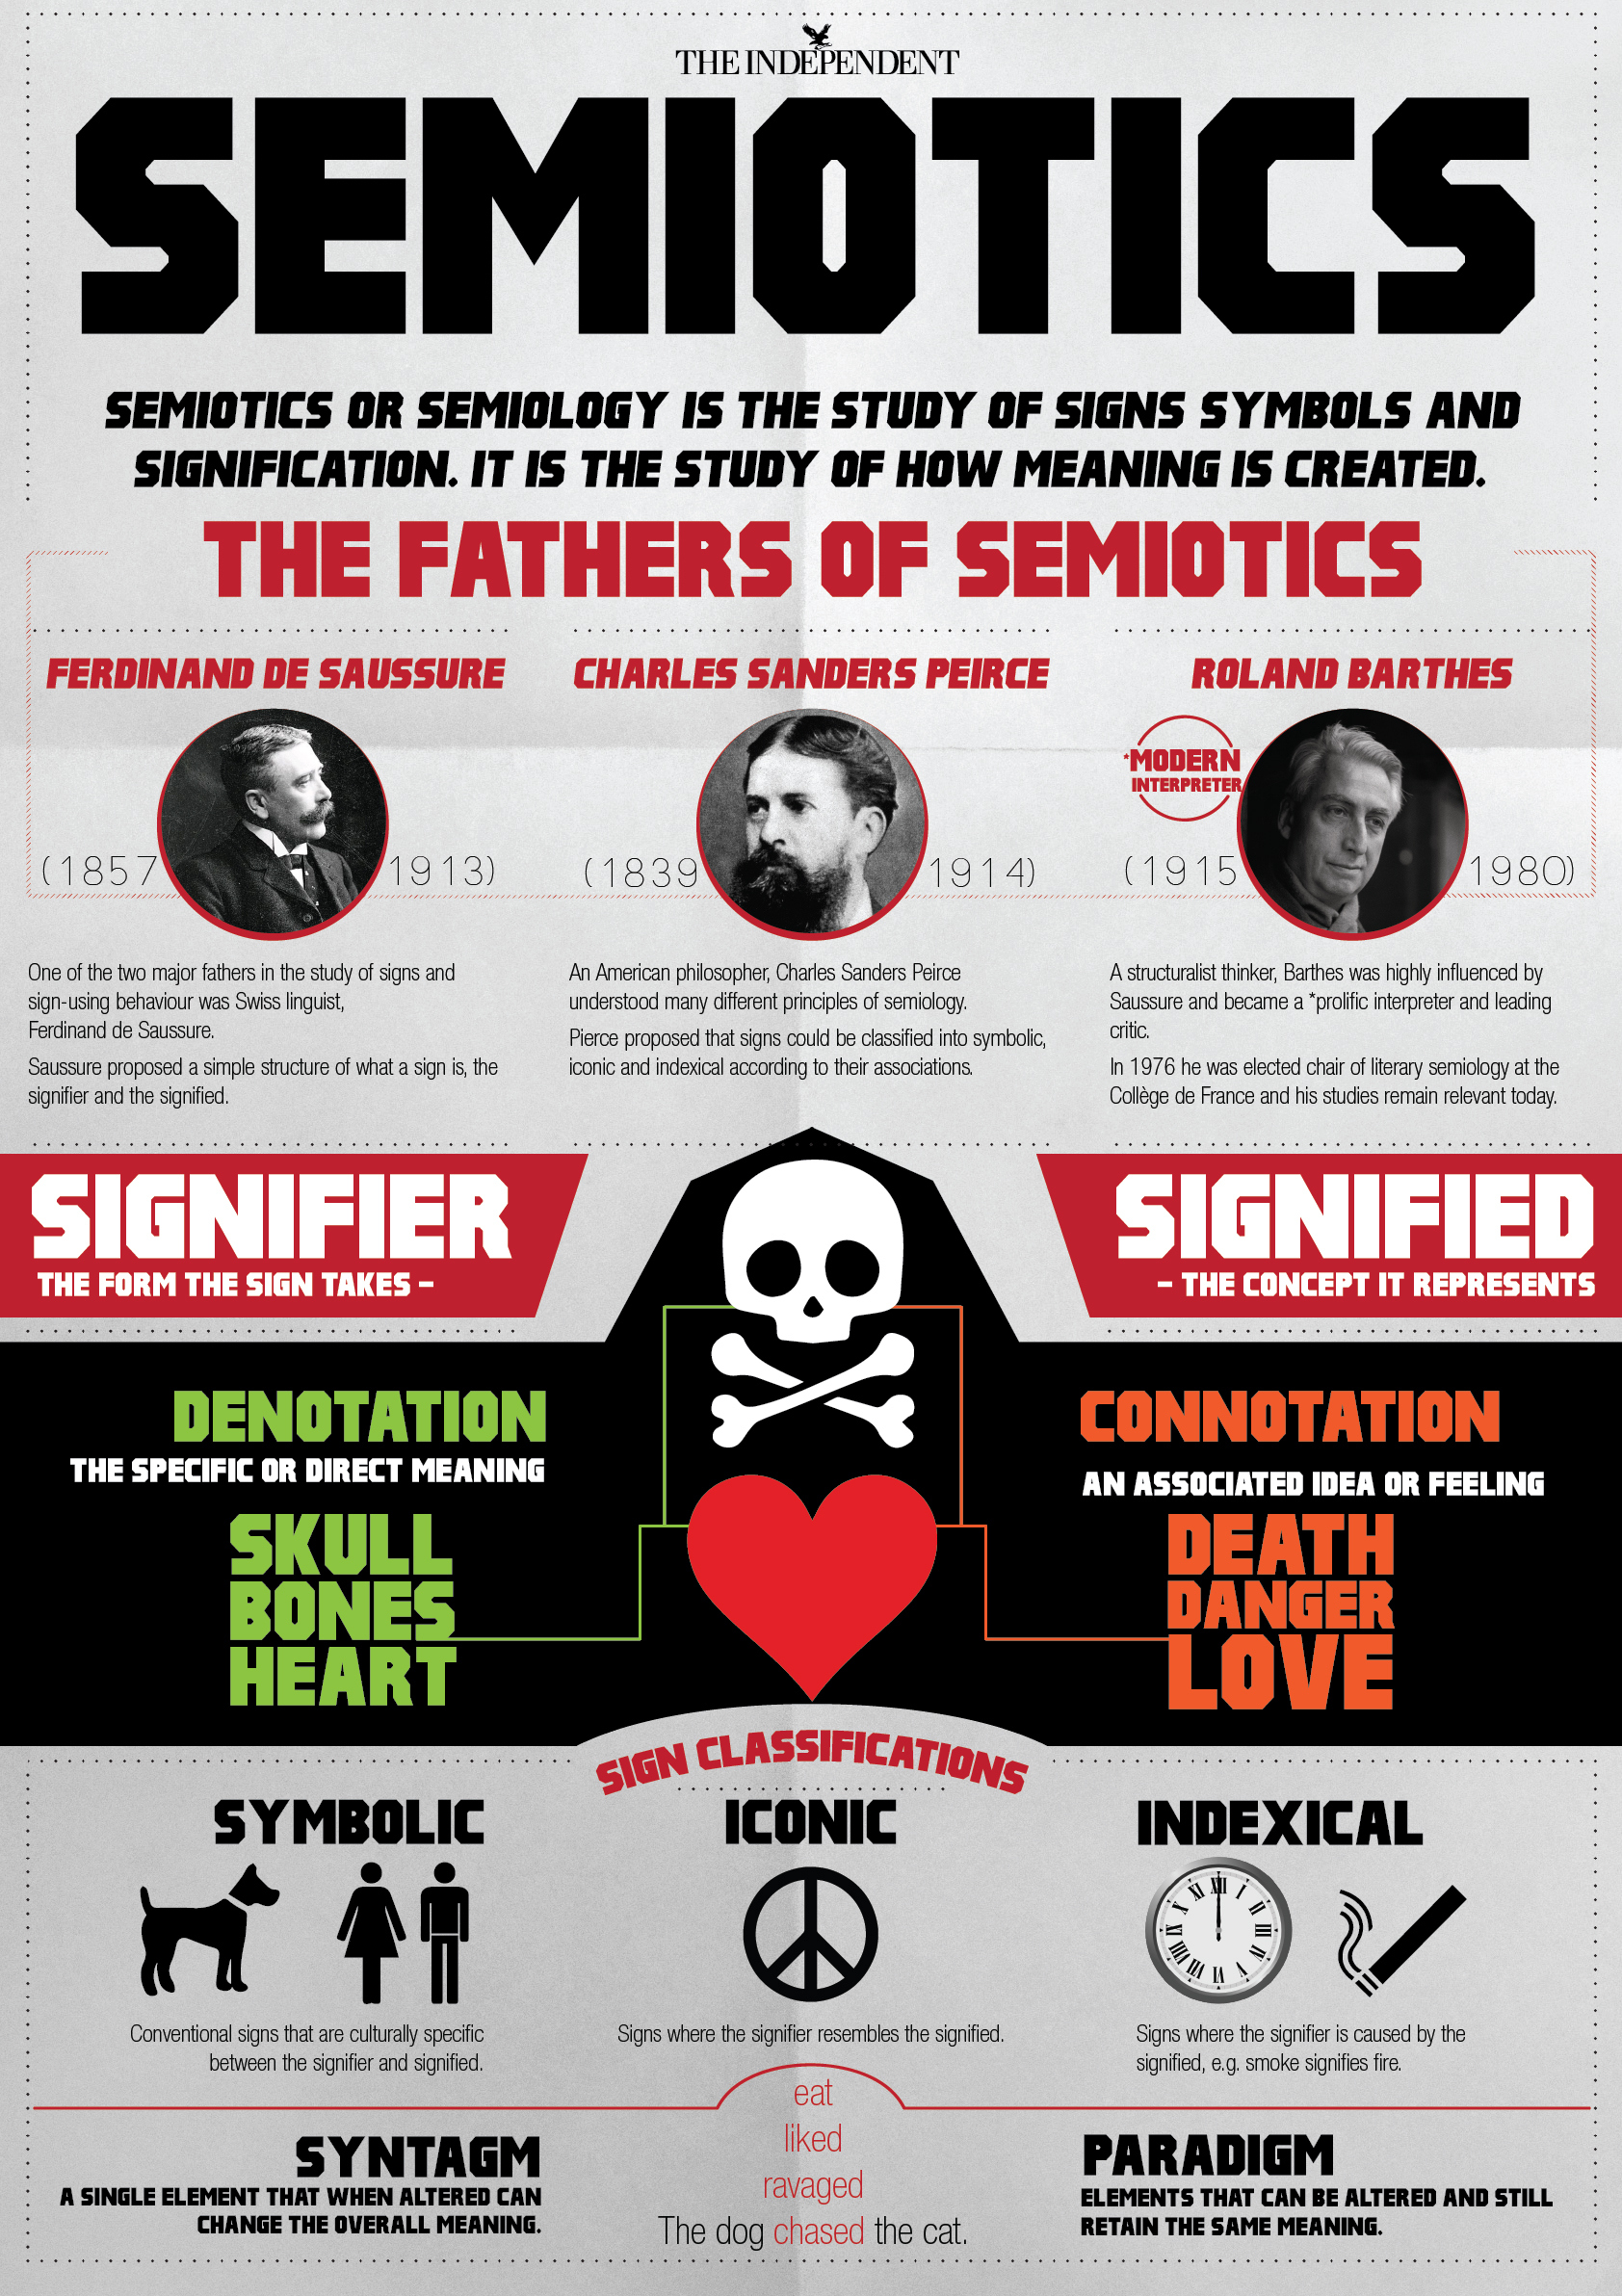 THE INDEPENDENT
SEMIOTICS
SEMIOTICS OR SEMIOLOGY IS THE STUDY OF SIGNS SYMBOLS AND
SIGNIFICATION. IT IS THE STUDY OF HOW MEANING IS CREATED.
THE FATHERS OF SEMIOTICS
FERDINAND DE SAUSSURE
(1857 1913)
One of the two major fathers in the study of signs and
sign-using behaviour was Swiss linguist,
Ferdinand de Saussure.
Saussure proposed a simple structure of what a sign is, the
signifier and the signified.
CHARLES SANDERS PEIRCE
(1839 1914)
An American philosopher, Charles Sanders Peirce
understood many different principles of semiology.
Pierce proposed that signs could be classified into symbolic,
iconic and indexical according to their associations.
ROLAND BARTHES
*MODERN
INTERPRETER
(1915 1980)
A structuralist thinker, Barthes was highly influenced by
Saussure and became a *prolific interpreter and leading
critic.
In 1976 he was elected chair of literary semiology at the
Collège de France and his studies remain relevant today.
SIGNIFIER
THE FORM THE SIGN TAKES -
SIGNIFIED
- THE CONCEPT IT REPRESENTS
DENOTATION
THE SPECIFIC OR DIRECT MEANING
SKULL
BONES
HEART
CONNOTATION
AN ASSOCIATED IDEA OR FEELING
DEATH
DANGER
LOVE
SIGN CLASSIFICATIONS
SYMBOLIC
Conventional signs that are culturally specific
between the signifier and signified.
ICONIC
Signs where the signifier resembles the signified.
INDEXICAL
XII I II III IV V VI VII VIII IX X XI
Signs where the signifier is caused by the
signified, e.g. smoke signifies fire.
SYNTAGM
A SINGLE ELEMENT THAT WHEN ALTERED CAN
CHANGE THE OVERALL MEANING.
eat
liked
ravaged
The dog chased the cat.
PARADIGM
ELEMENTS THAT CAN BE ALTERED AND STILL
RETAIN THE SAME MEANING.